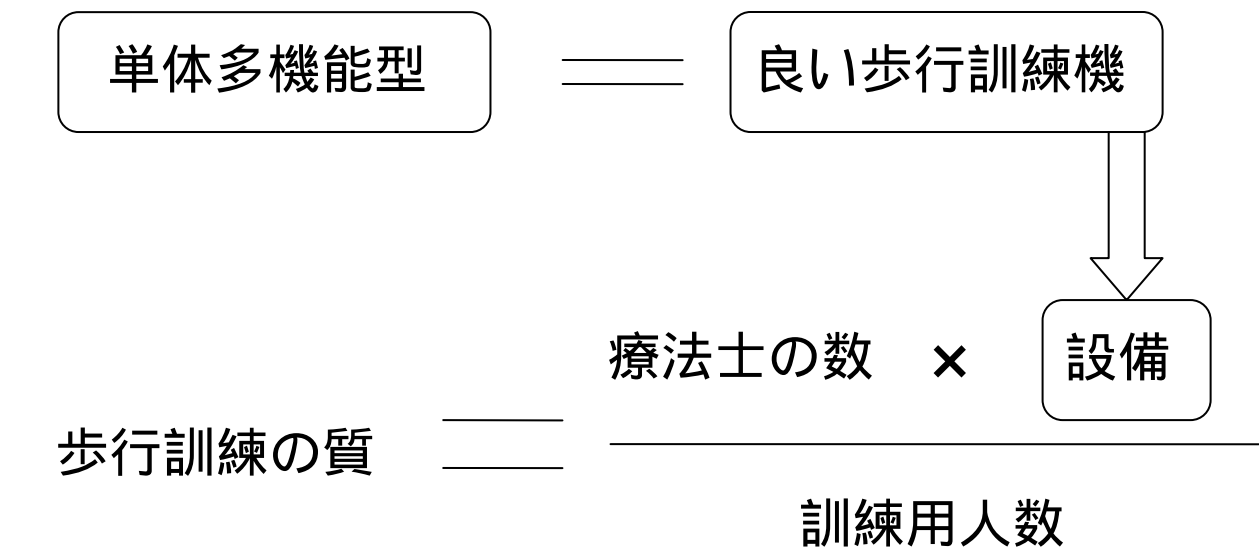 単体多機能型 = 良い歩行訓練機
療法士の数 × 設備
歩行訓練の質 =
訓練用人数